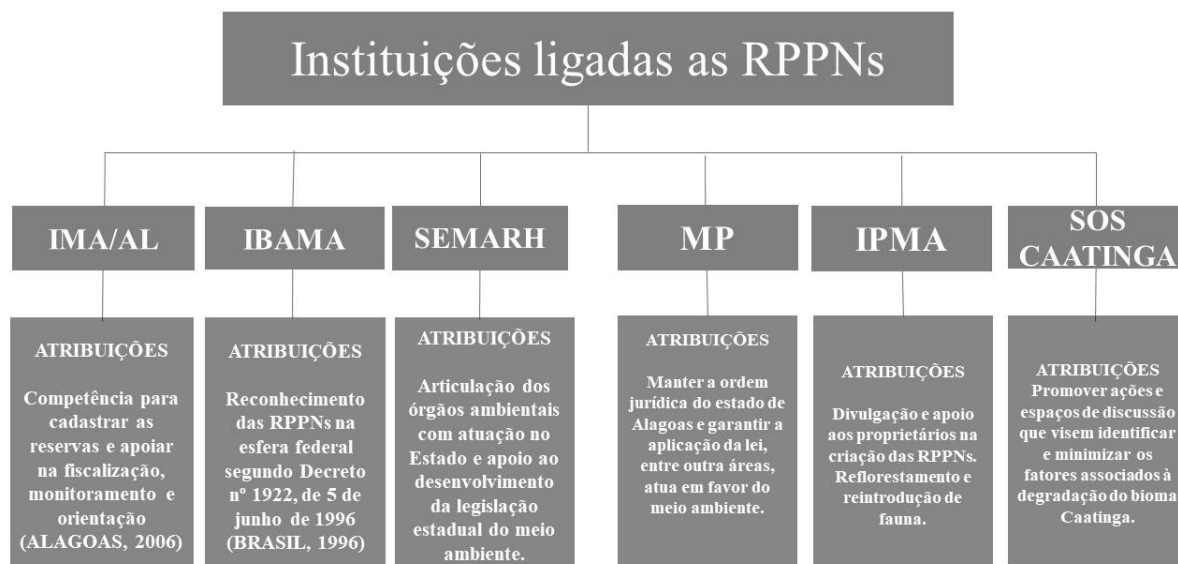 Instituições ligadas as RPPNs
IMA/AL
IBAMA
SEMARH
MP
IPMA
SOS
CAATINGA
ATRIBUIÇÕES
Competência para
cadastrar as
reservas e apoiar
na fiscalização,
monitoramento e
orientação
(ALAGOAS, 2006)
ATRIBUIÇÕES
Reconhecimento
das RPPNs na
esfera federal
segundo Decreto
nº 1922, de 5 de
junho de 1996
(BRASIL, 1996)
ATRIBUIÇÕES
Articulação dos
órgãos ambientais
com atuação no
Estado e apoio ao
desenvolvimento
da legislação
estadual do meio
ambiente.
ATRIBUIÇÕES
Manter a ordem
jurídica do estado de
Alagoas e garantir a
aplicação da lei,
entre outra áreas,
atua em favor do
meio ambiente.
ATRIBUIÇÕES
Divulgação e apoio
aos proprietários na
criação das RPPNs.
Reflorestamento e
reintrodução de
fauna.
ATRIBUIÇÕES
Promover ações e
espaços de discussão
que visem identificar
e minimizar os
fatores associados à
degradação do bioma
Caatinga.